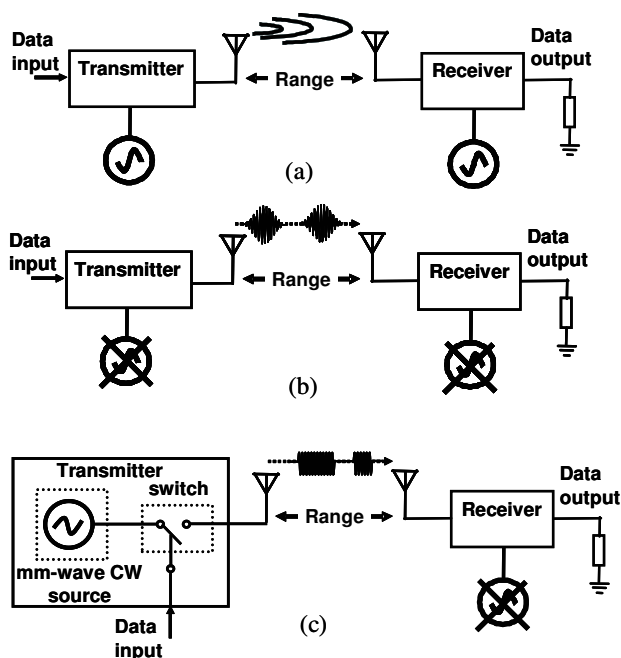 Data
input
Transmitter
Range
Receiver
Data
output
(a)
Data
input
Transmitter
Range
Receiver
Data
output
(b)
Transmitter
switch
mm-wave CW
source
Data
input
Range
Receiver
Data
output
(c)